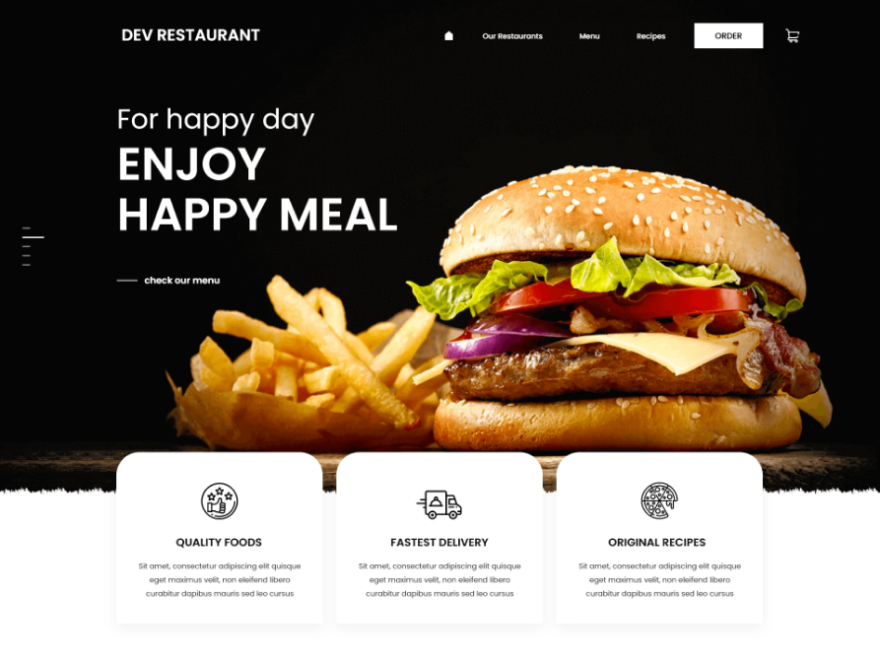 DEV RESTAURANT
Our Restaurants
Menu
Recipes
ORDER
For happy day
ENJOY
HAPPY MEAL
check our menu
QUALITY FOODS
Sit amet, consectetur adipiscing elit quisque
eget maximus velit, non eleifend libero
curabitur dapibus mauris sed leo cursus
FASTEST DELIVERY
Sit amet, consectetur adipiscing elit quisque
eget maximus velit, non eleifend libero
curabitur dapibus mauris sed leo cursus
ORIGINAL RECIPES
Sit amet, consectetur adipiscing elit quisque
eget maximus velit, non eleifend libero
curabitur dapibus mauris sed leo cursus